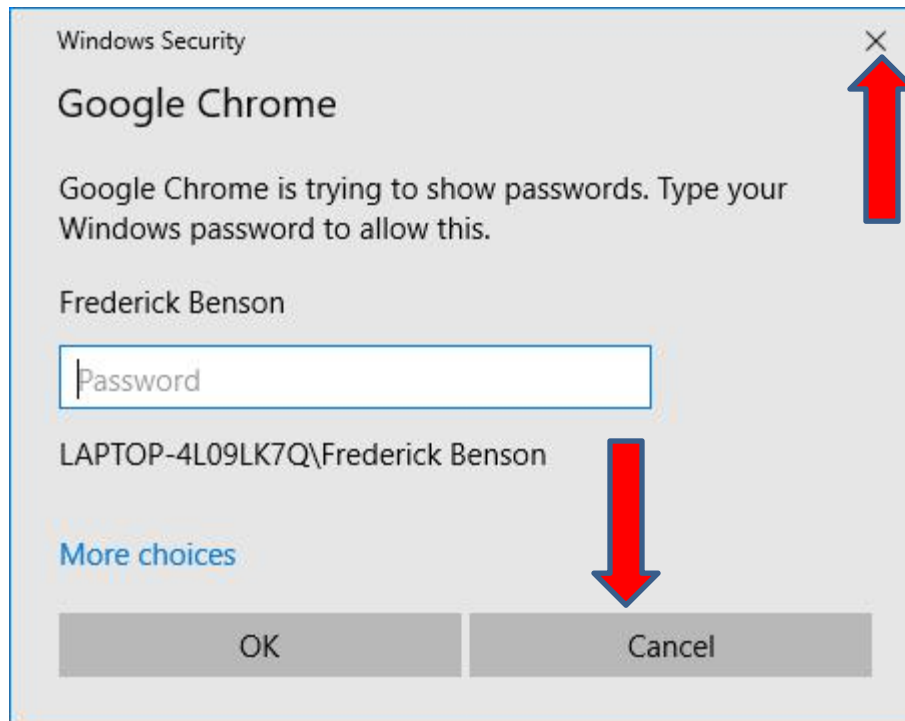 Windows Security
Google Chrome
Google Chrome is trying to show passwords. Type your
Windows password to allow this.
Frederick Benson
Password
LAPTOP-4L09LK7Q\Frederick Benson
More choices
OK
Cancel